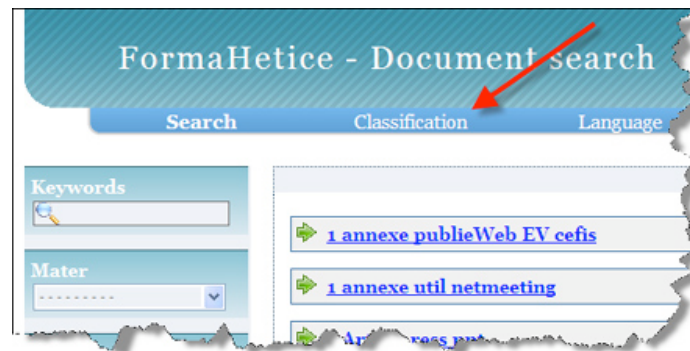 FormaHetice - Document search
Search Classification Language
Keywords
1 annexe publieWeb EV cefis
Mater
1 annexe util netmeeting
---------